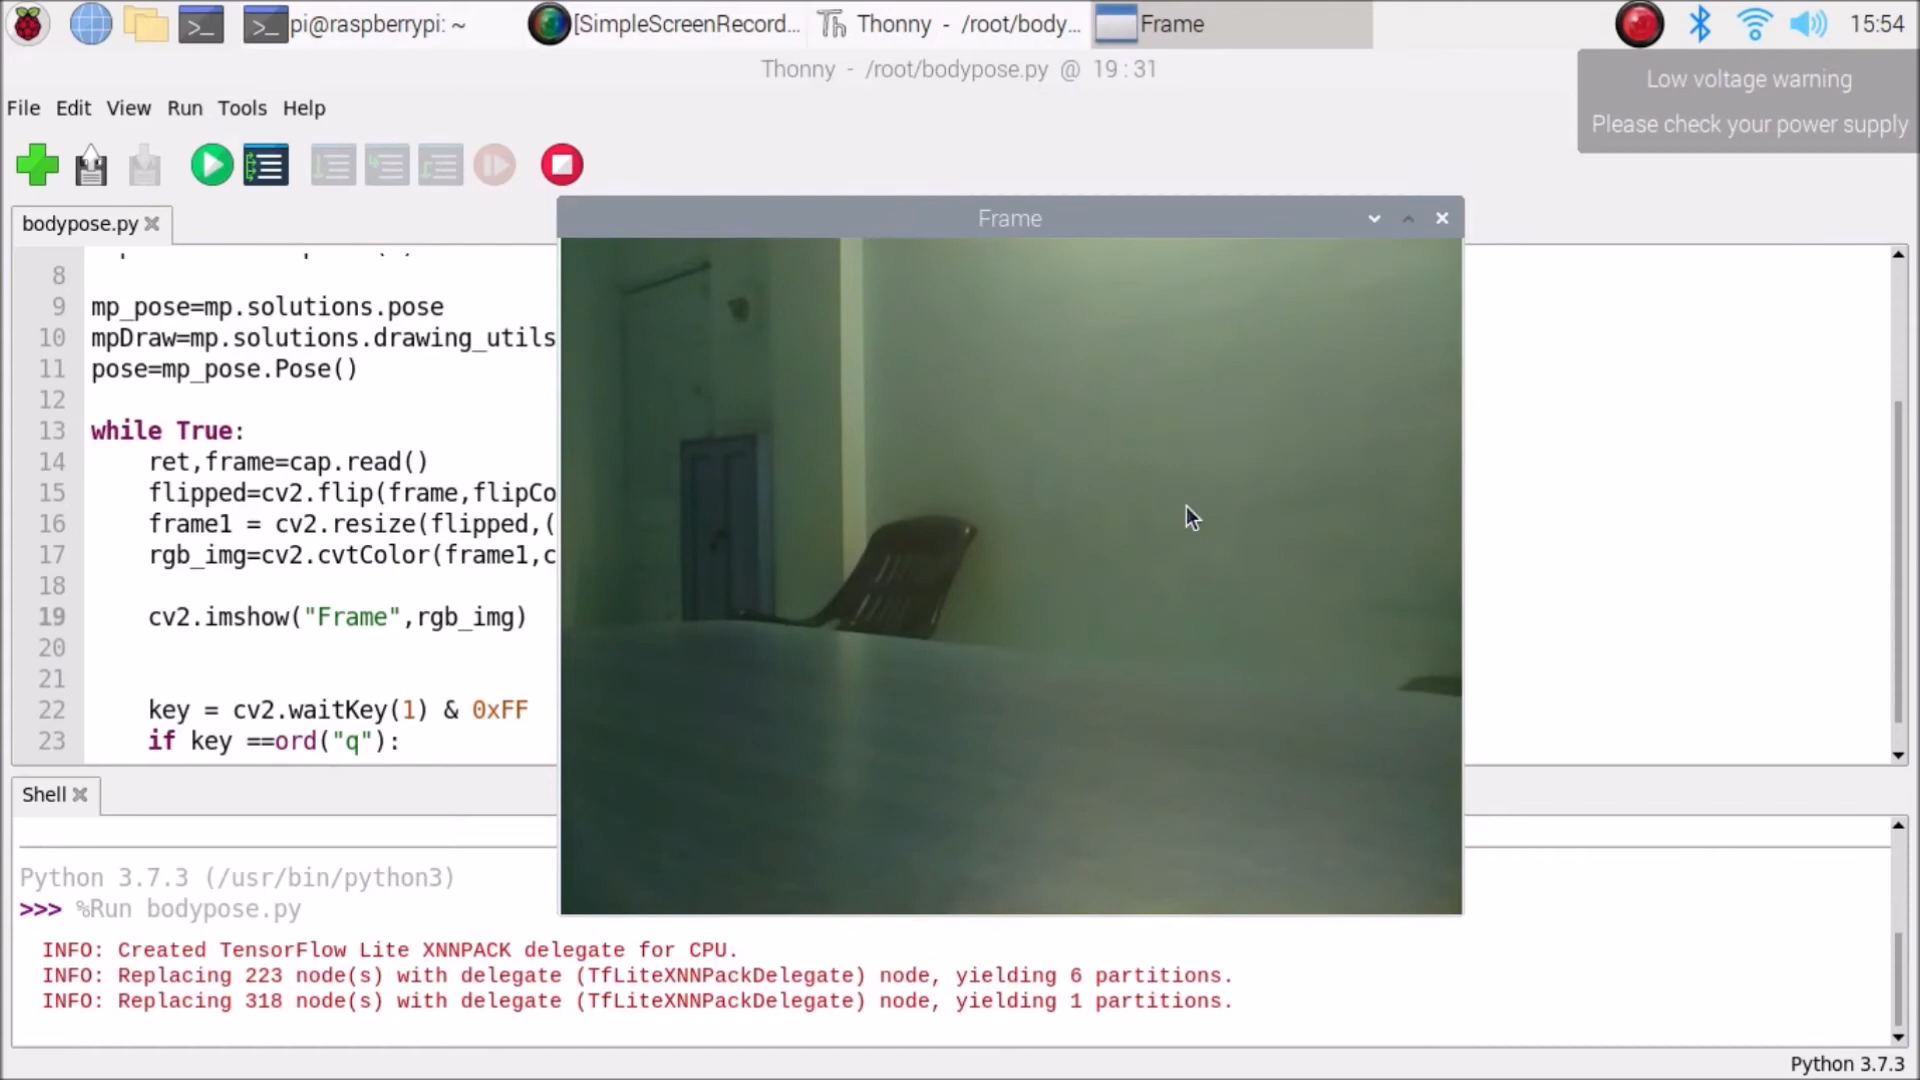 pi@raspberrypi: ~
[SimpleScreenRecord...
Thonny - /root/body...
Frame
15:54
Thonny - /root/bodypose.py @ 19:31
Low voltage warning
Please check your power supply
File Edit View Run Tools Help
bodypose.py
Frame
8
9 mp_pose=mp.solutions.pose
10 mpDraw=mp.solutions.drawing_utils
11 pose=mp_pose.Pose()
12
13 while True:
14 ret,frame=cap.read()
15 flipped=cv2.flip(frame,flipCo
16 frame1 = cv2.resize(flipped,(
17 rgb_img=cv2.cvtColor(frame1,c
18
19 cv2.imshow("Frame",rgb_img)
20
21
22 key = cv2.waitKey(1) & 0xFF
23 if key ==ord("q"):
Shell
Python 3.7.3 (/usr/bin/python3)
>>> %Run bodypose.py
INFO: Created TensorFlow Lite XNNPACK delegate for CPU.
INFO: Replacing 223 node(s) with delegate (TfLiteXNNPackDelegate) node, yielding 6 partitions.
INFO: Replacing 318 node(s) with delegate (TfLiteXNNPackDelegate) node, yielding 1 partitions.
Python 3.7.3